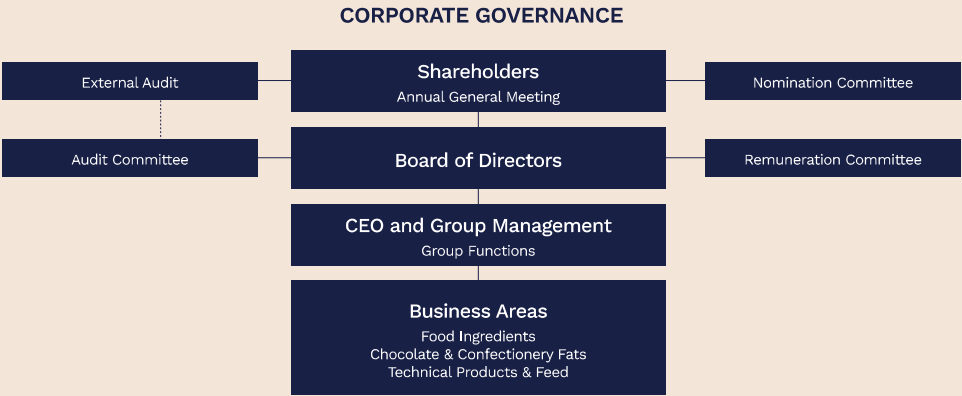 CORPORATE GOVERNANCE
External Audit
Shareholders
Annual General Meeting
Nomination Committee
Audit Committee
Board of Directors
Remuneration Committee
CEO and Group Management
Group Functions
Business Areas
Food Ingredients
Chocolate & Confectionery Fats
Technical Products & Feed